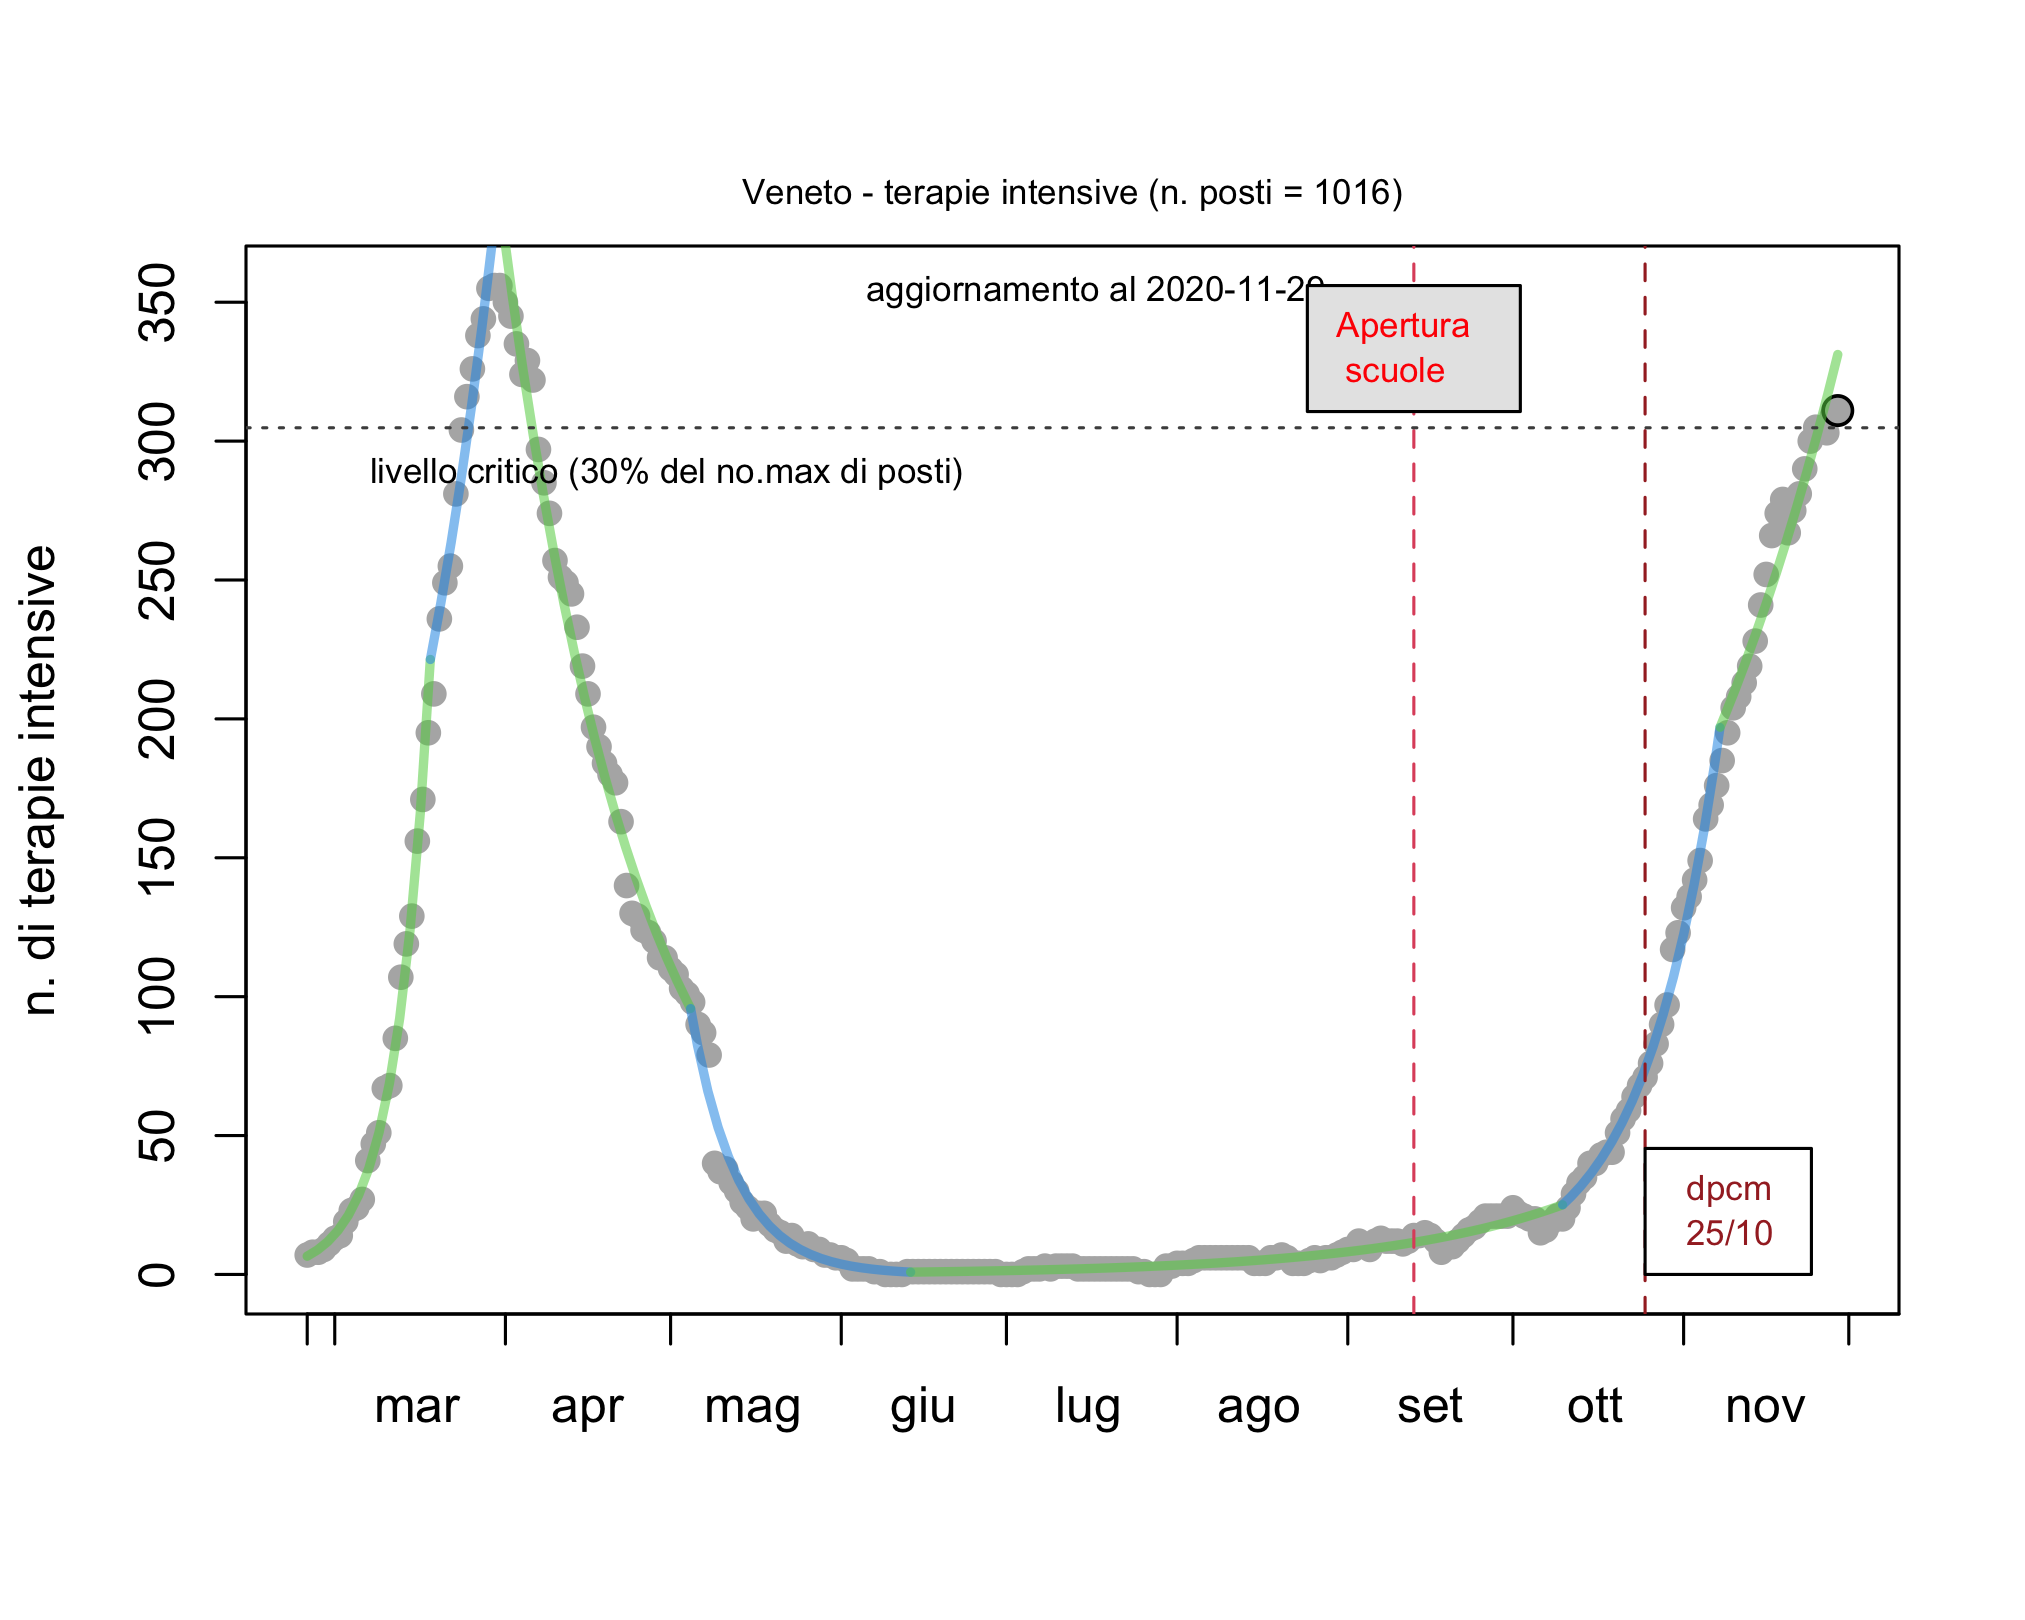 Veneto - terapie intensive (n. posti = 1016)
aggiornamento al 2020-11-29
Apertura
scuole
livello critico (30% del no.max di posti)
n. di terapie intensive
350
300
250
200
150
100
50
0
dpcm
25/10
mar apr mag giu lug ago set ott nov